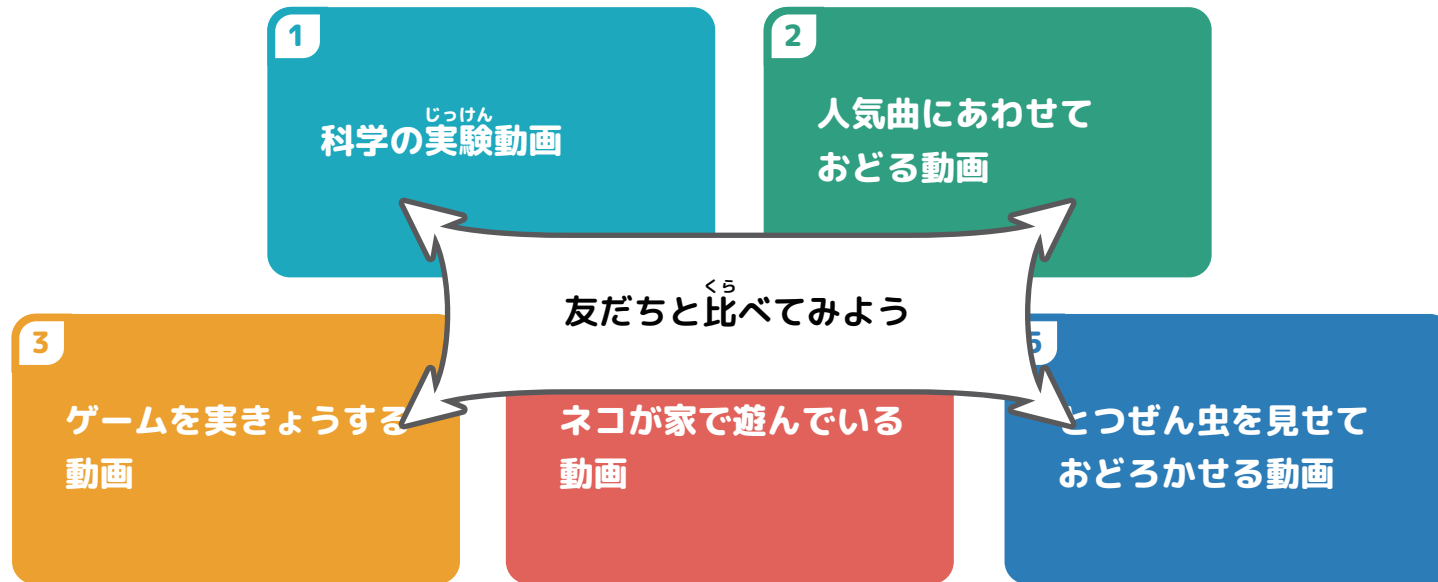 1
科学の実験動画
じっけん
2
人気曲にあわせて
おどる動画
友だちと比べてみよう
くら
3
ゲームを実きょうする
動画
ネコが家で遊んでいる
動画
5
とつぜん虫を見せて
おどろかせる動画